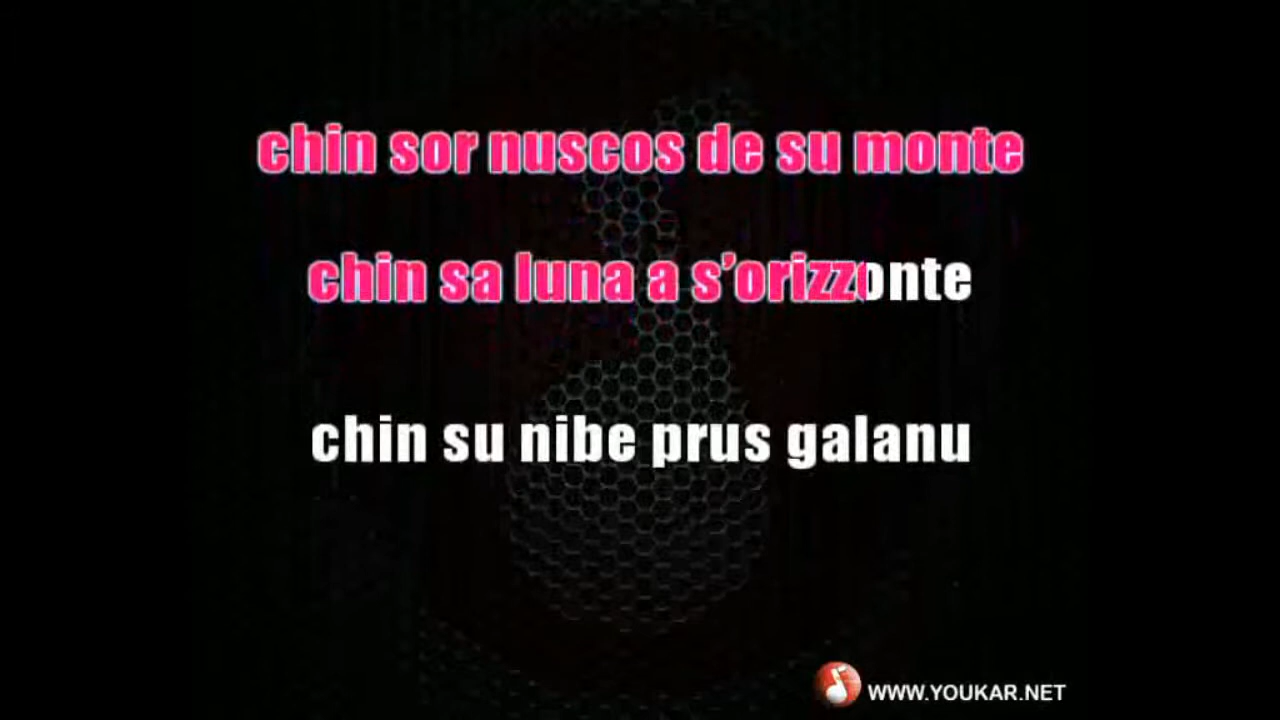 chin sor nuscos de su monte
chin sa luna a s’orizzonte
chin su nibe prus galanu
WWW.YOUKAR.NET